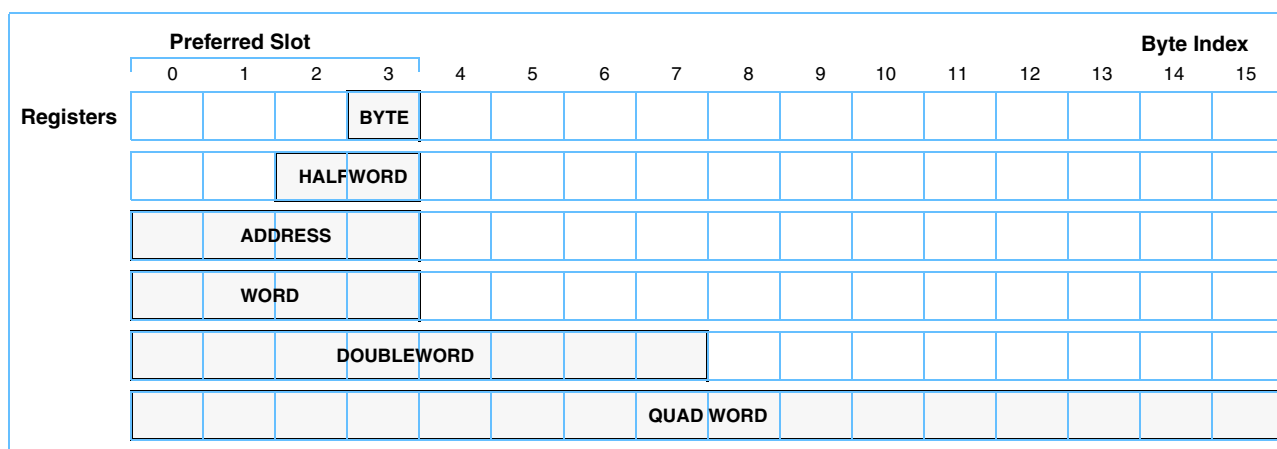 Preferred Slot Byte Index
0 1 2 3 4 5 6 7 8 9 10 11 12 13 14 15
Registers BYTE
HALFWORD
ADDRESS
WORD
DOUBLEWORD
QUAD WORD